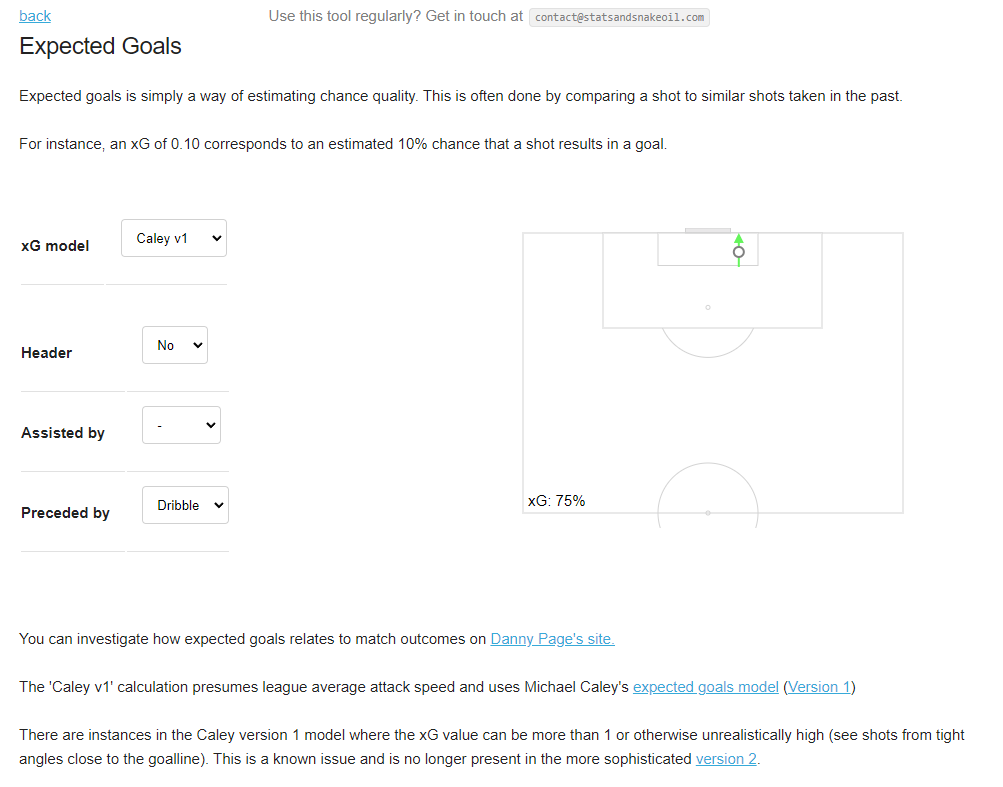 back
Use this tool regularly? Get in touch at contact@statsandsnakeoil.com
Expected Goals
Expected goals is simply a way of estimating chance quality. This is often done by comparing a shot to similar shots taken in the past.
For instance, an xG of 0.10 corresponds to an estimated 10% chance that a shot results in a goal.
xG model
Caley v1
Header
No
Assisted by
-
Preceded by
Dribble
xG: 75%
You can investigate how expected goals relates to match outcomes on Danny Page's site.
The 'Caley v1' calculation presumes league average attack speed and uses Michael Caley's expected goals model (Version 1)
There are instances in the Caley version 1 model where the xG value can be more than 1 or otherwise unrealistically high (see shots from tight
angles close to the goalline). This is a known issue and is no longer present in the more sophisticated version 2.